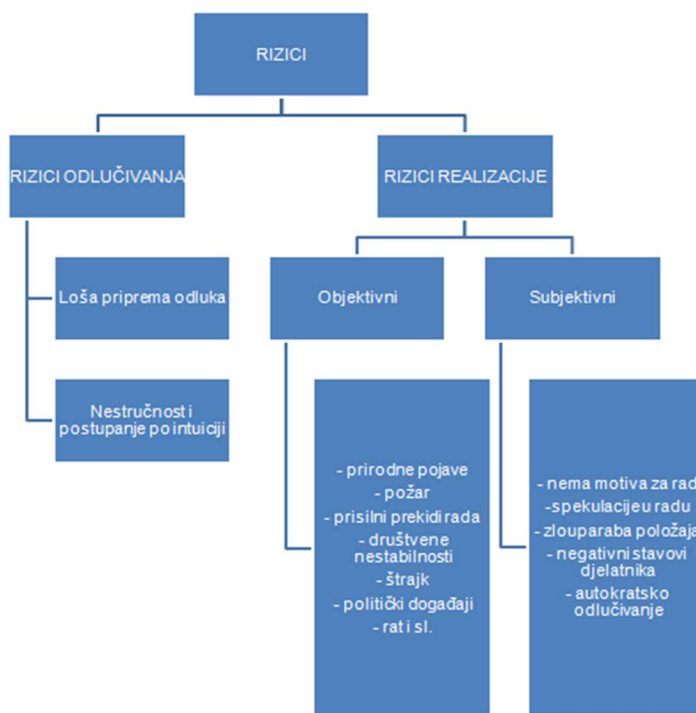 RIZICI
RIZICI ODLUČIVANJA
RIZICI REALIZACIJE
Loša priprema odluka
Nestručnost i
postupanje po intuiciji
Objektivni
Subjektivni
- prirodne pojave
- požar
- prisilni prekidi rada
- društvene
nestabilnosti
- štrajk
- politički događaji
- rat i sl.
- nema motiva za rad
-spekulacije u radu
- zlouparaba položaja
- negativni stavovi
djelatnika
- autokratsko
odlučivanje